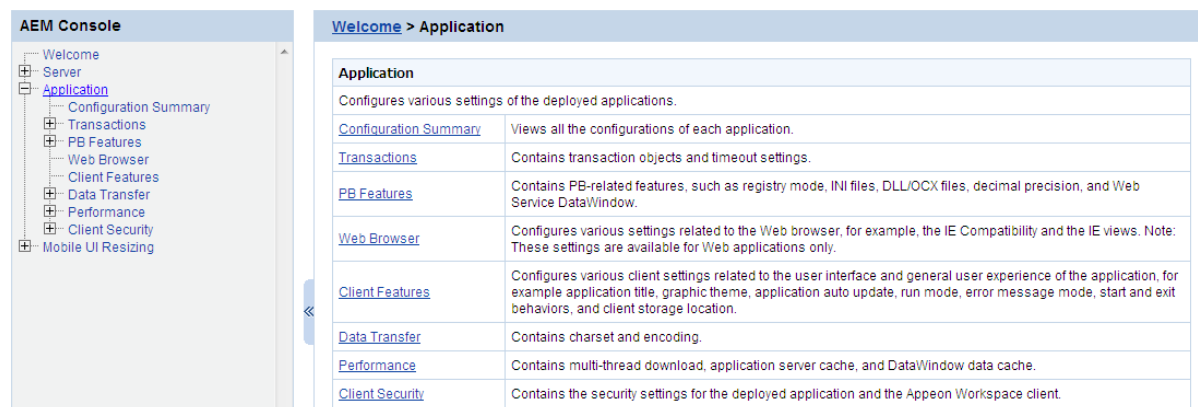 AEM Console
Welcome
Server
Application
Configuration Summary
Transactions
PB Features
Web Browser
Client Features
Data Transfer
Performance
Client Security
Mobile UI Resizing
«
Welcome > Application
Application
Configures various settings of the deployed applications.
Configuration Summary Views all the configurations of each application.
Transactions Contains transaction objects and timeout settings.
PB Features Contains PB-related features, such as registry mode, INI files, DLL/OCX files, decimal precision, and Web
Service DataWindow.
Web Browser Configures various settings related to the Web browser, for example, the IE Compatibility and the IE views. Note:
These settings are available for Web applications only.
Client Features Configures various client settings related to the user interface and general user experience of the application, for
example application title, graphic theme, application auto update, run mode, error message mode, start and exit
behaviors, and client storage location.
Data Transfer Contains charset and encoding.
Performance Contains multi-thread download, application server cache, and DataWindow data cache.
Client Security Contains the security settings for the deployed application and the Appeon Workspace client.